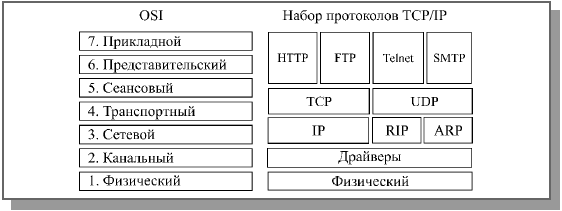 OSI
7. Прикладной
6. Представительский
5. Сеансовый
4. Транспортный
3. Сетевой
2. Канальный
1. Физический
Набор протоколов TCP/IP
HTTP FTP Telnet SMTP
TCP UDP
IP RIP ARP
Драйверы
Физический